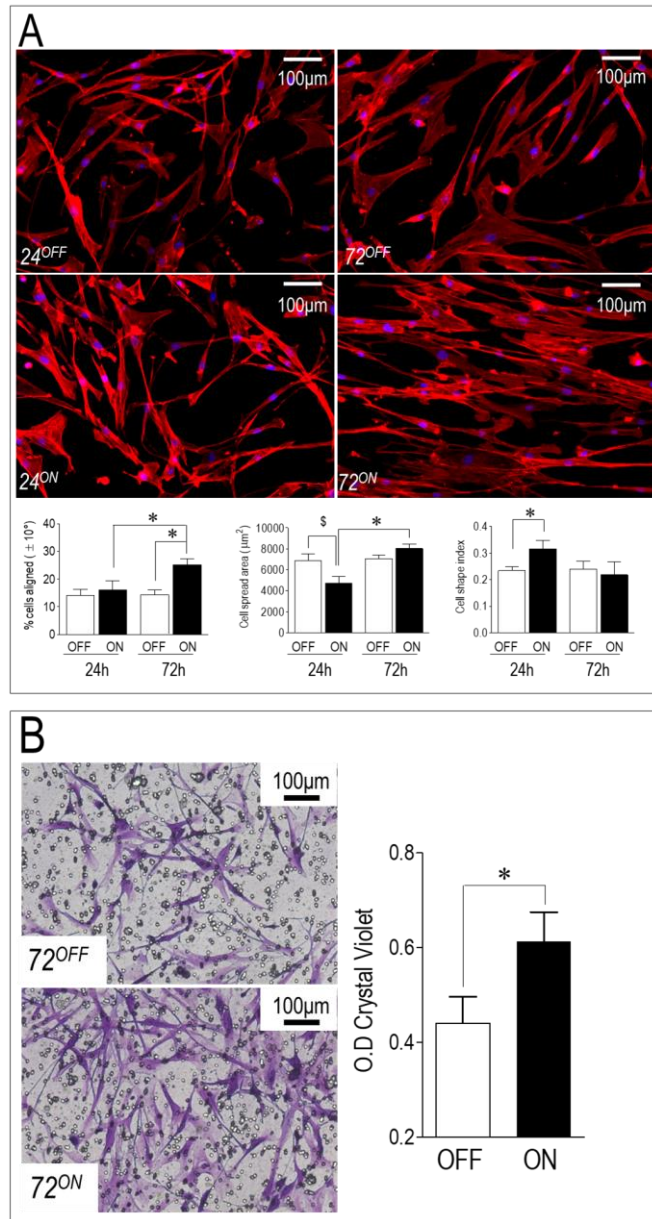 A
100µm
100µm
24ᴼᶠᶠ
72ᴼᶠᶠ
100µm
100µm
24ᴼᴺ
72ᴼᴺ
% cells aligned (± 10°)
40
30
20
10
0
*
*
OFF ON OFF ON
24h 72h
Cell spread area (µm²)
10000
8000
6000
4000
2000
0
$
*
OFF ON OFF ON
24h 72h
Cell shape index
0.4
0.3
0.2
0.1
0.0
*
OFF ON OFF ON
24h 72h
B
100µm
72ᴼᶠᶠ
100µm
72ᴼᴺ
O.D Crystal Violet
0.8
0.6
0.4
0.2
*
OFF ON